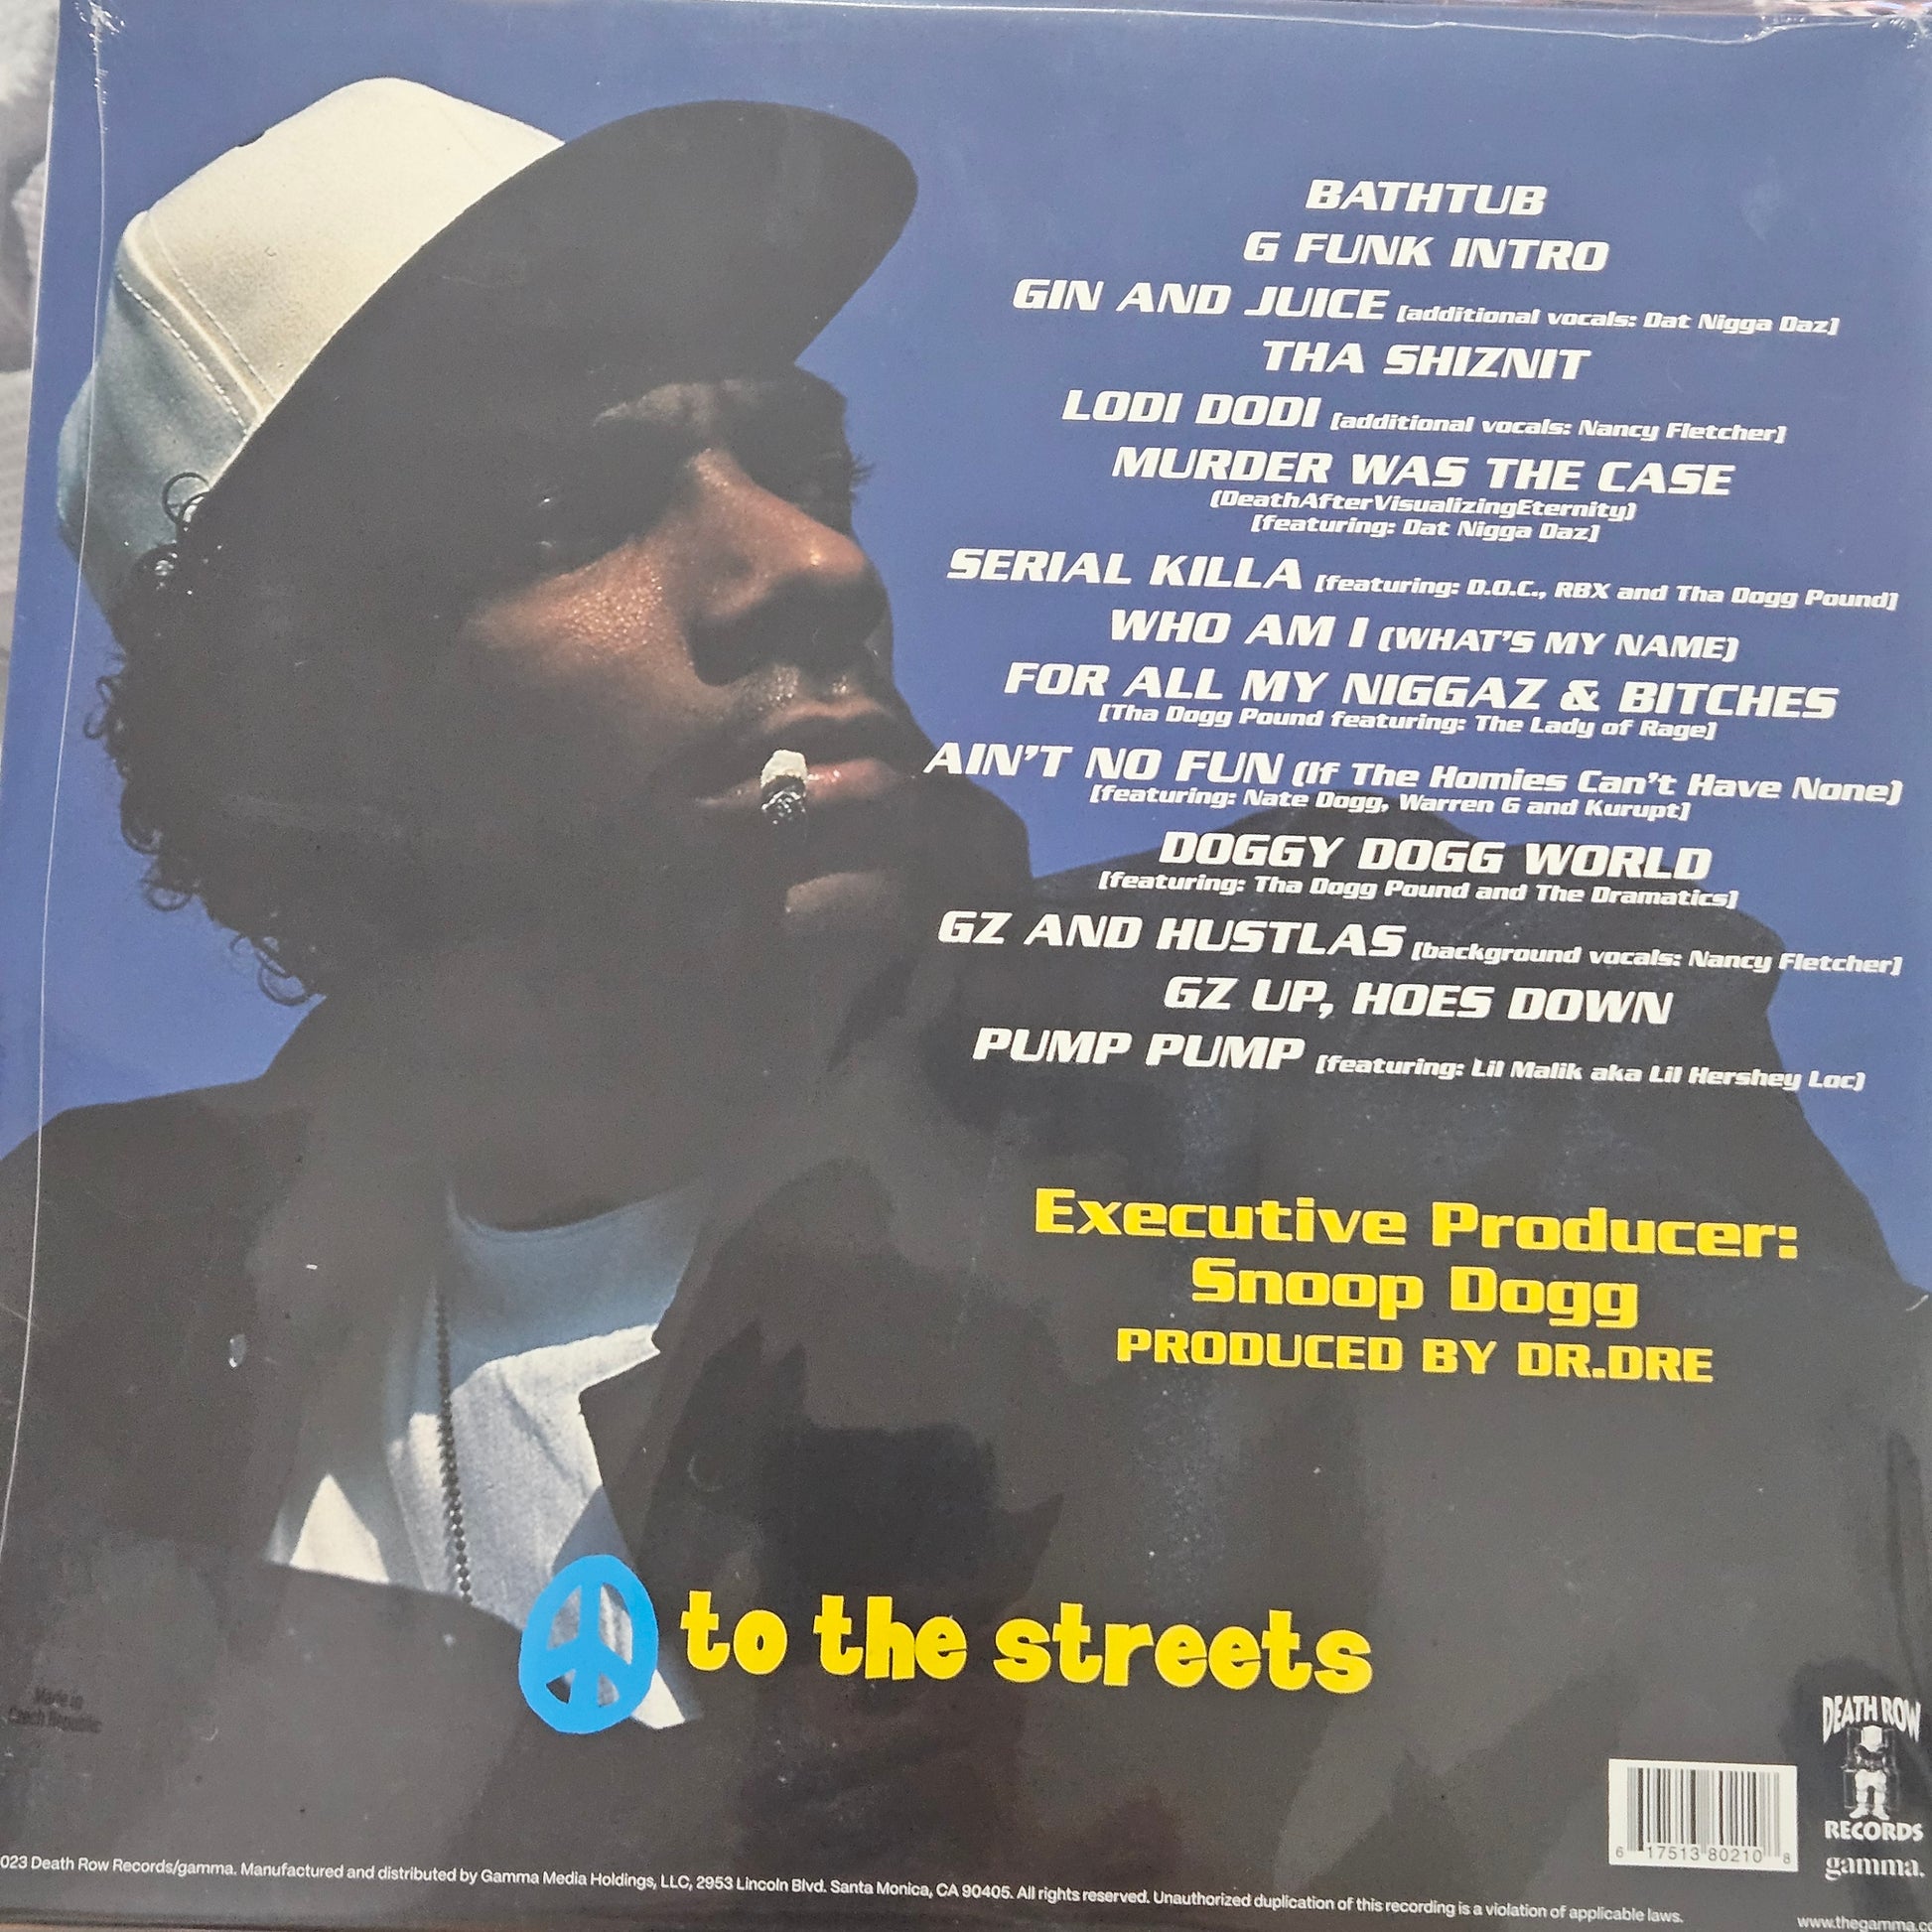 BATHTUB
G FUNK INTRO
GIN AND JUICE [additional vocals: Dat Nigga Daz]
THA SHIZNIT
LODI DODI [additional vocals: Nancy Fletcher]
MURDER WAS THE CASE
(DeathAfterVisualizingEternity)
[featuring: Dat Nigga Daz]
SERIAL KILLA [featuring: D.O.C., RBX and Tha Dogg Pound]
WHO AM I (WHAT'S MY NAME)
FOR ALL MY NIGGAZ & BITCHES
[Tha Dogg Pound featuring: The Lady of Rage]
AIN'T NO FUN (If The Homies Can't Have None)
[featuring: Nate Dogg, Warren G and Kurupt]
DOGGY DOGG WORLD
[featuring: Tha Dogg Pound and The Dramatics]
GZ AND HUSTLAS [background vocals: Nancy Fletcher]
GZ UP, HOES DOWN
PUMP PUMP [featuring: Lil Malik aka Lil Hershey Loc]
Executive Producer:
Snoop Dogg
PRODUCED BY DR.DRE
to the streets
Made in
Czech Republic
DEATH ROW
RECORDS
gamma.
6 17513 80210 8
023 Death Row Records/gamma. Manufactured and distributed by Gamma Media Holdings, LLC, 2953 Lincoln Blvd. Santa Monica, CA 90405. All rights reserved. Unauthorized duplication of this recording is a violation of applicable laws.
www.thegamma.c